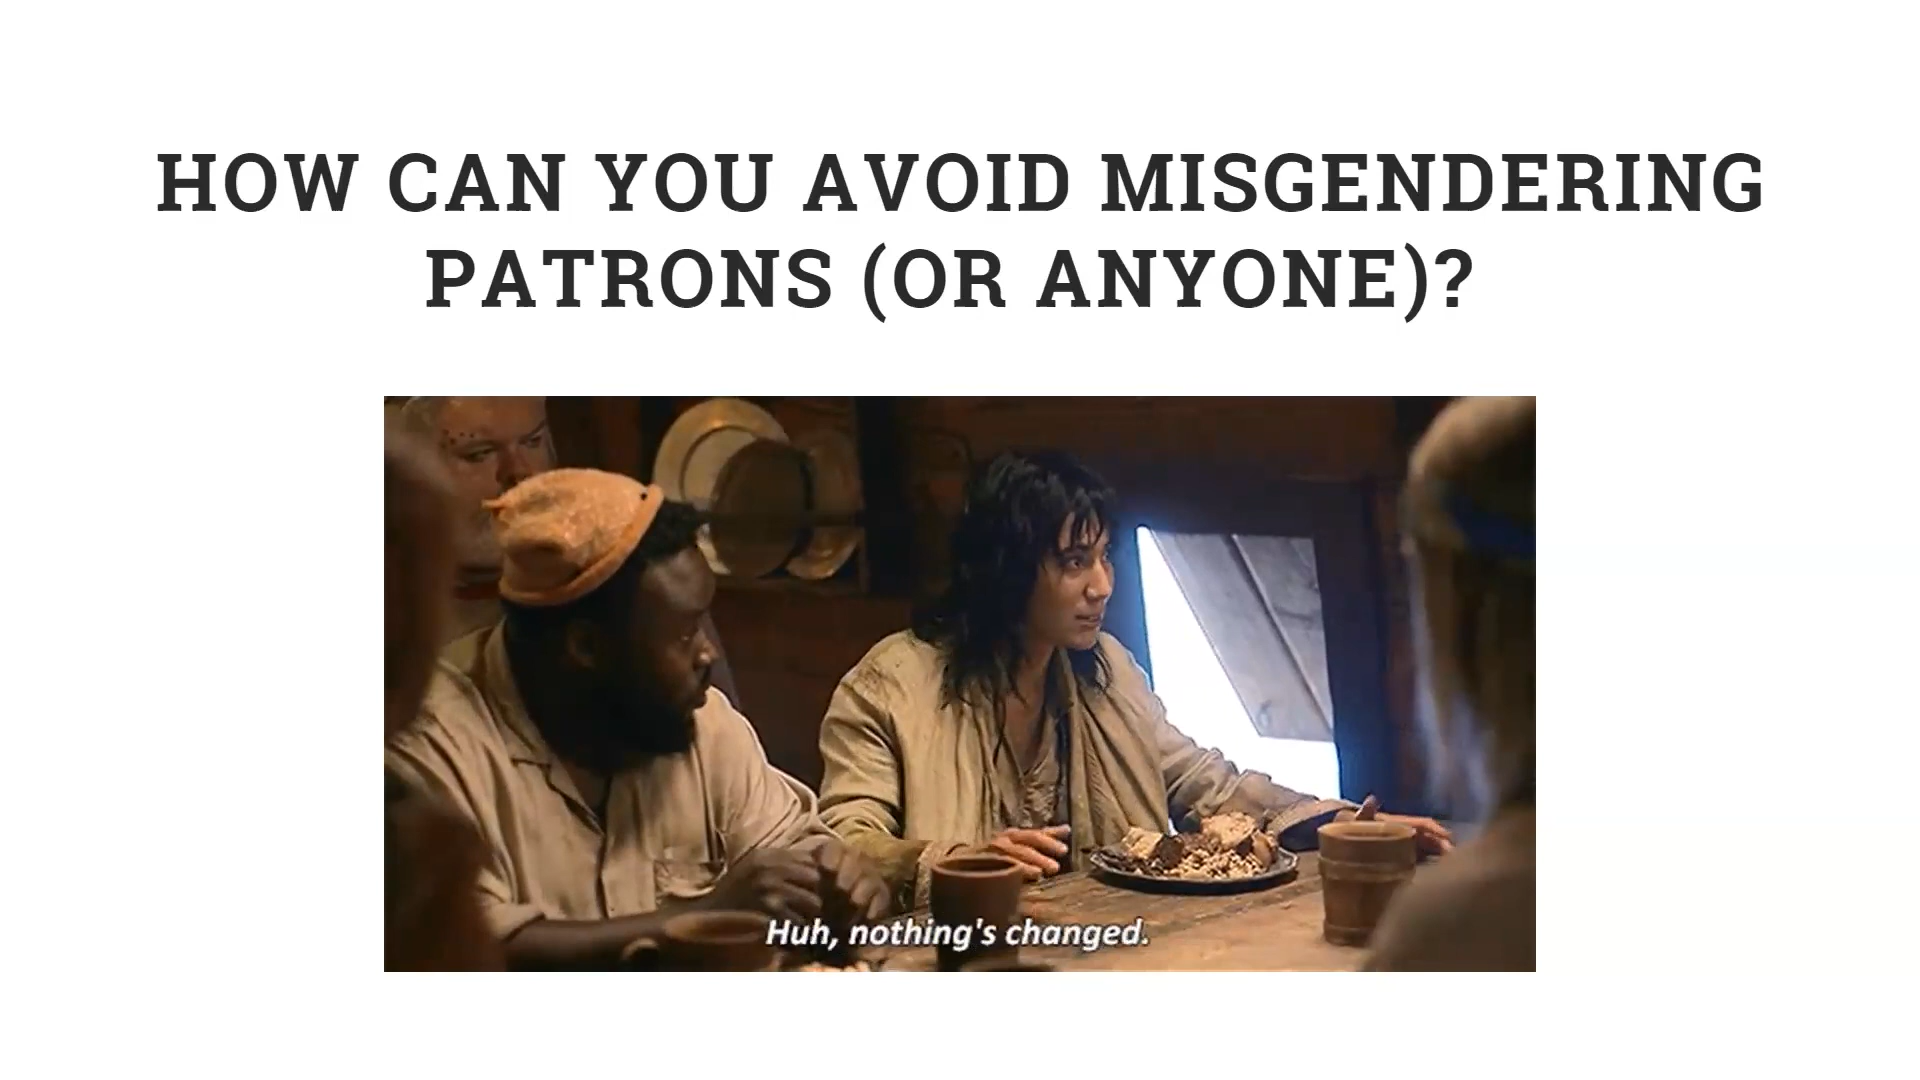 HOW CAN YOU AVOID MISGENDERING
PATRONS (OR ANYONE)?
Huh, nothing's changed.